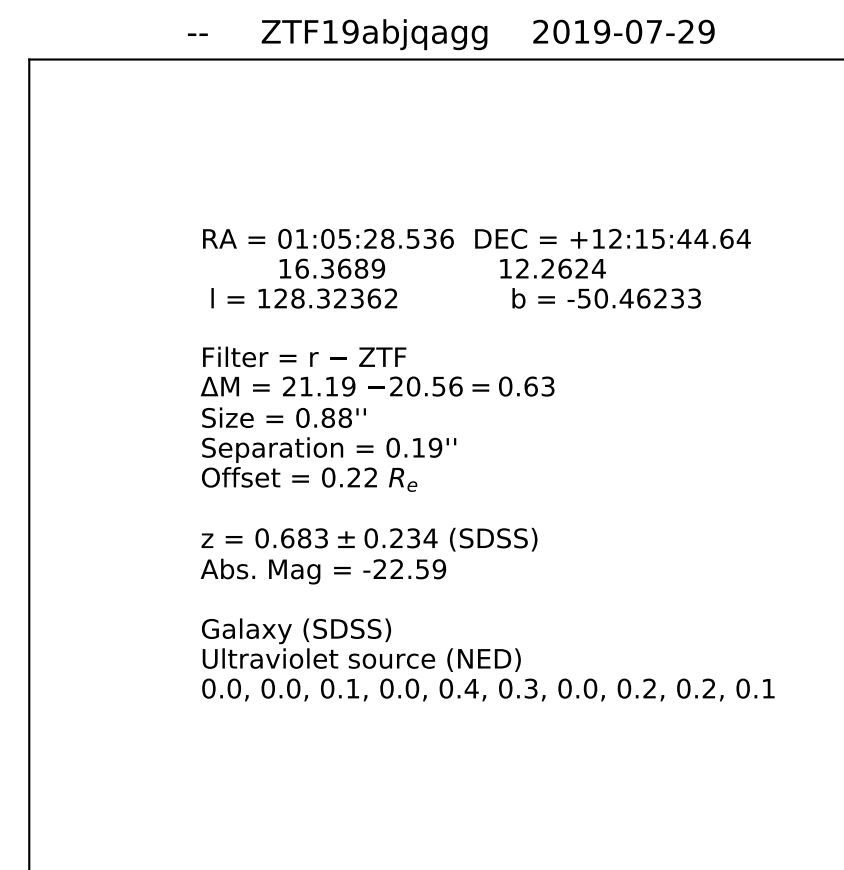 -- ZTF19abjqagg 2019-07-29
RA = 01:05:28.536 DEC = +12:15:44.64
16.3689 12.2624
l = 128.32362 b = -50.46233
Filter = r − ZTF
ΔM = 21.19 −20.56 = 0.63
Size = 0.88''
Separation = 0.19''
Offset = 0.22 Rₑ
z = 0.683 ± 0.234 (SDSS)
Abs. Mag = -22.59
Galaxy (SDSS)
Ultraviolet source (NED)
0.0, 0.0, 0.1, 0.0, 0.4, 0.3, 0.0, 0.2, 0.2, 0.1